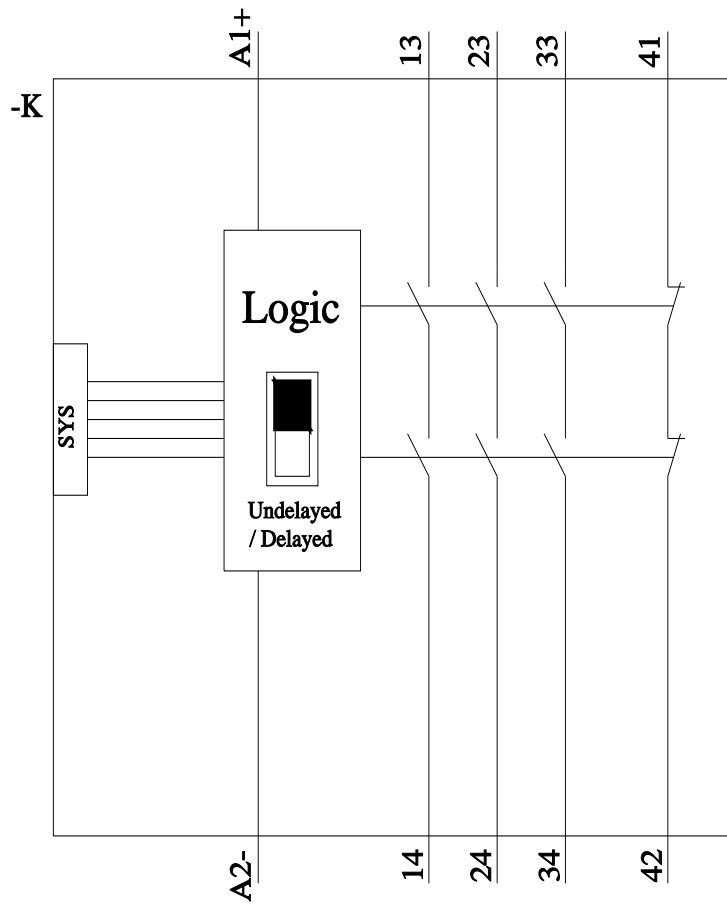 A1+
13
23
33
41
-K
Logic
SYS
Undelayed
/ Delayed
A2-
14
24
34
42